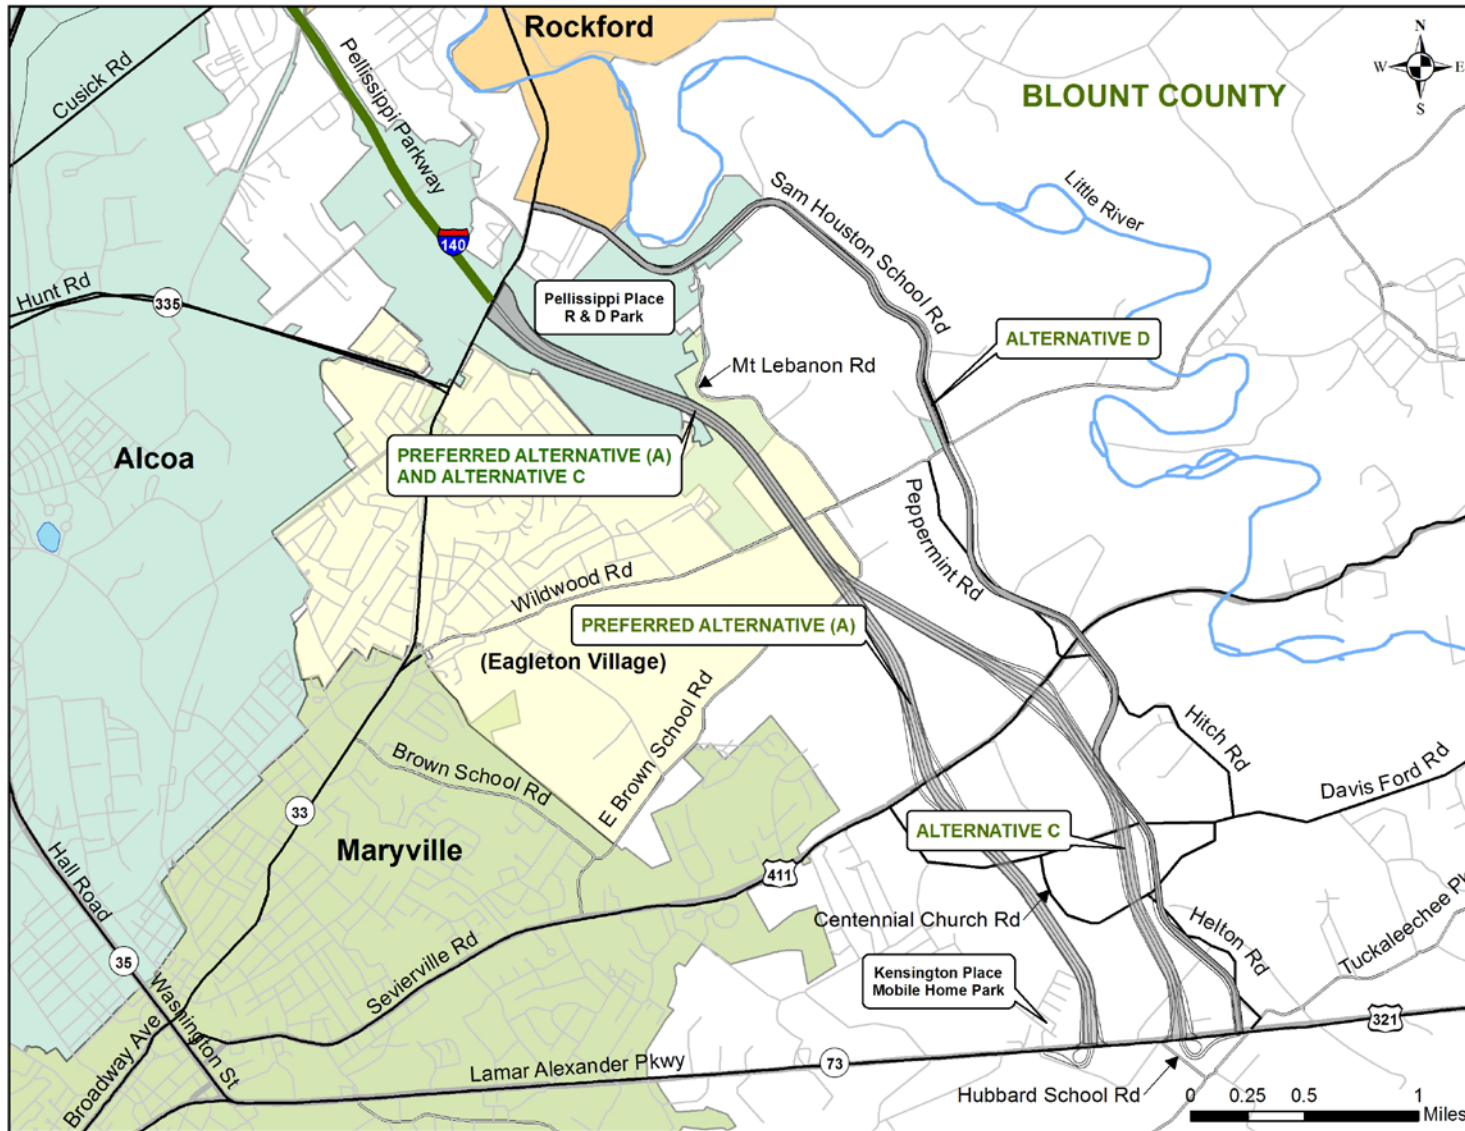 Rockford
N
W E
S
BLOUNT COUNTY
Cusick Rd
Pellissippi Parkway
Sam Houston School Rd
Little River
140
Hunt Rd
335
Pellissippi Place
R & D Park
ALTERNATIVE D
Mt Lebanon Rd
Alcoa
PREFERRED ALTERNATIVE (A)
AND ALTERNATIVE C
Peppermint Rd
Wildwood Rd
PREFERRED ALTERNATIVE (A)
(Eagleton Village)
E Brown School Rd
Brown School Rd
Hitch Rd
Davis Ford Rd
33
Maryville
ALTERNATIVE C
Hall Road
411
Centennial Church Rd
Helton Rd
Tuckaleechee P
35
Sevierville Rd
Kensington Place
Mobile Home Park
Washington St
321
Broadway Ave
Lamar Alexander Pkwy
73
Hubbard School Rd
0 0.25 0.5 1
Miles